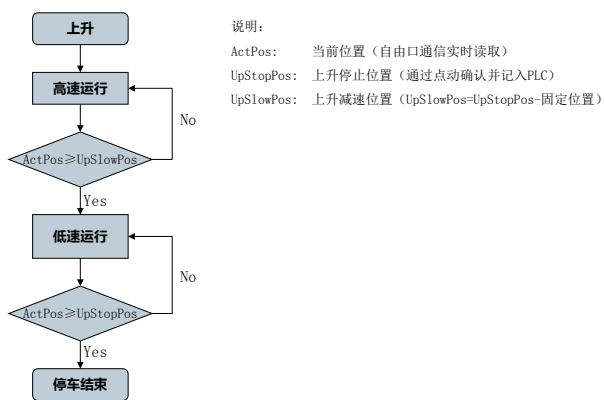 上升
说明：
ActPos: 当前位置（自由口通信实时读取）
UpStopPos: 上升停止位置（通过点动确认并记入PLC）
UpSlowPos: 上升减速位置（UpSlowPos=UpStopPos-固定位置）
高速运行
No
ActPos≥UpSlowPos
Yes
低速运行
No
ActPos≥UpStopPos
Yes
停车结束